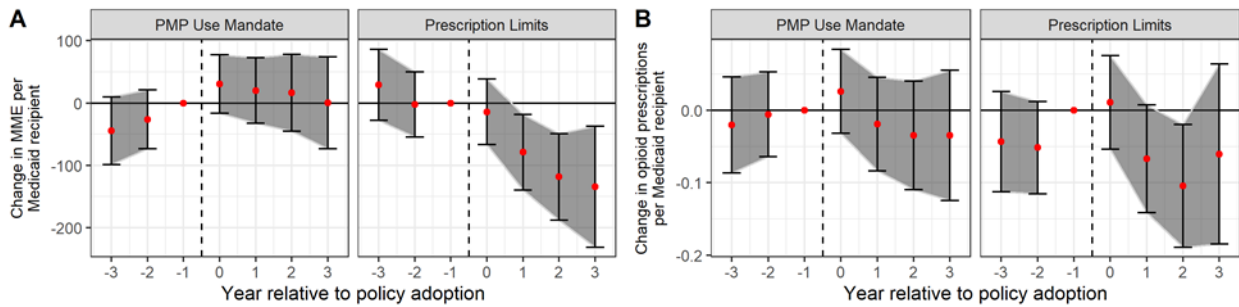 A
PMP Use Mandate
Prescription Limits
Change in MME per
Medicaid recipient
100
0
-100
-200
-3 -2 -1 0 1 2 3
-3 -2 -1 0 1 2 3
Year relative to policy adoption
B
PMP Use Mandate
Prescription Limits
Change in opioid prescriptions
per Medicaid recipient
0.0
-0.1
-0.2
-3 -2 -1 0 1 2 3
-3 -2 -1 0 1 2 3
Year relative to policy adoption